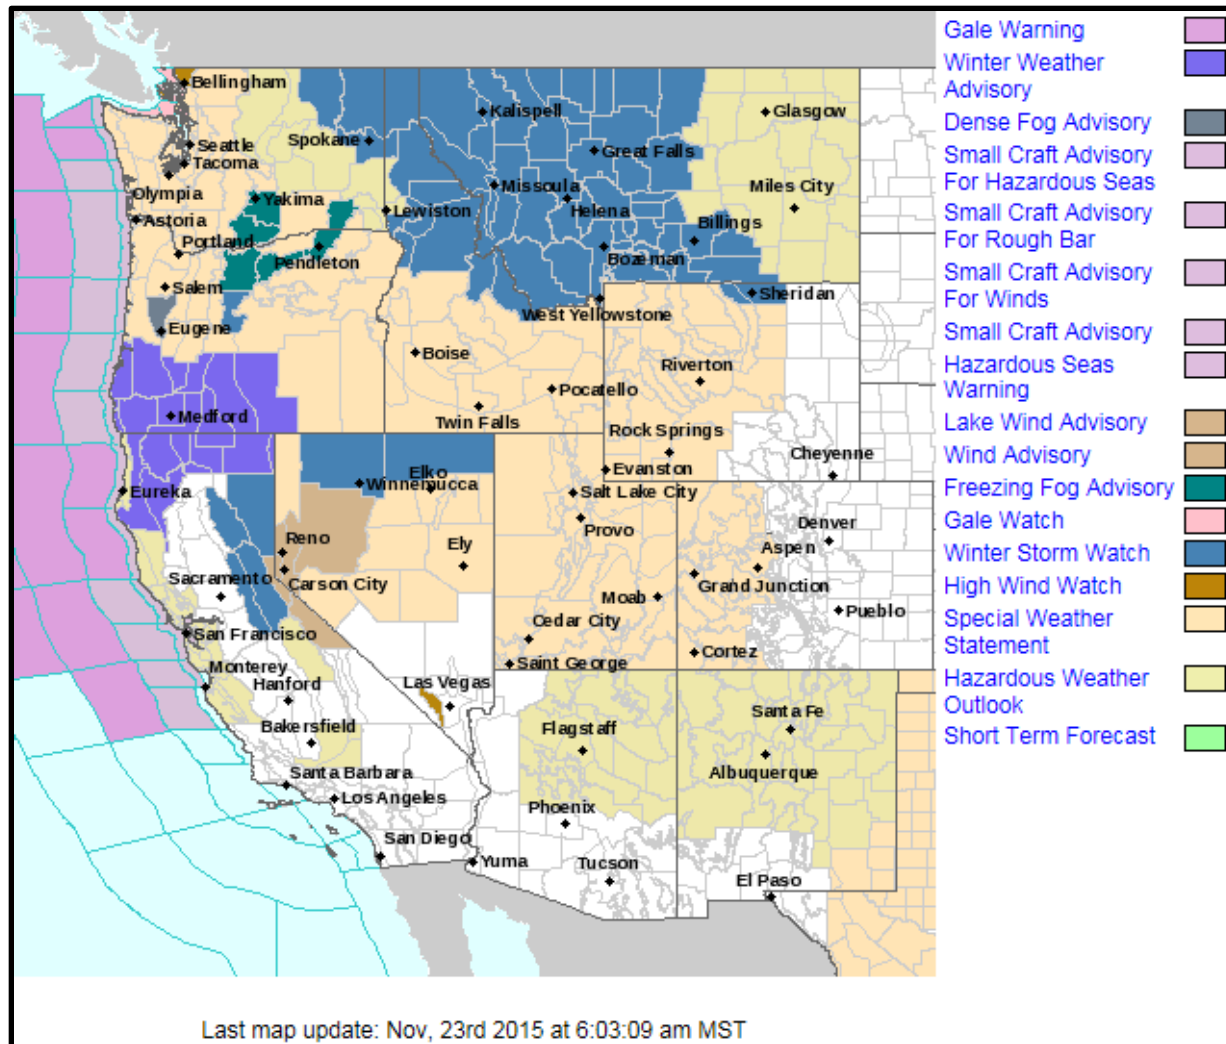 Bellingham
Seattle
Tacoma
Olympia
Astoria
Portland
Salem
Eugene
Medford
Yakima
Pendleton
Spokane
Lewiston
Kalispell
Great Falls
Missoula
Helena
Billings
Bozeman
Glasgow
Miles City
West Yellowstone
Sheridan
Boise
Pocatello
Twin Falls
Riverton
Rock Springs
Evanston
Cheyenne
Eureka
Elko
Winnemucca
Reno
Carson City
Ely
Salt Lake City
Provo
Denver
Aspen
Grand Junction
Pueblo
Moab
Cortez
Cedar City
Saint George
Sacramento
San Francisco
Monterey
Hanford
Bakersfield
Las Vegas
Santa Barbara
Los Angeles
San Diego
Flagstaff
Phoenix
Yuma
Tucson
Santa Fe
Albuquerque
El Paso
Gale Warning
Winter Weather
Advisory
Dense Fog Advisory
Small Craft Advisory
For Hazardous Seas
Small Craft Advisory
For Rough Bar
Small Craft Advisory
For Winds
Small Craft Advisory
Hazardous Seas
Warning
Lake Wind Advisory
Wind Advisory
Freezing Fog Advisory
Gale Watch
Winter Storm Watch
High Wind Watch
Special Weather
Statement
Hazardous Weather
Outlook
Short Term Forecast
Last map update: Nov, 23rd 2015 at 6:03:09 am MST